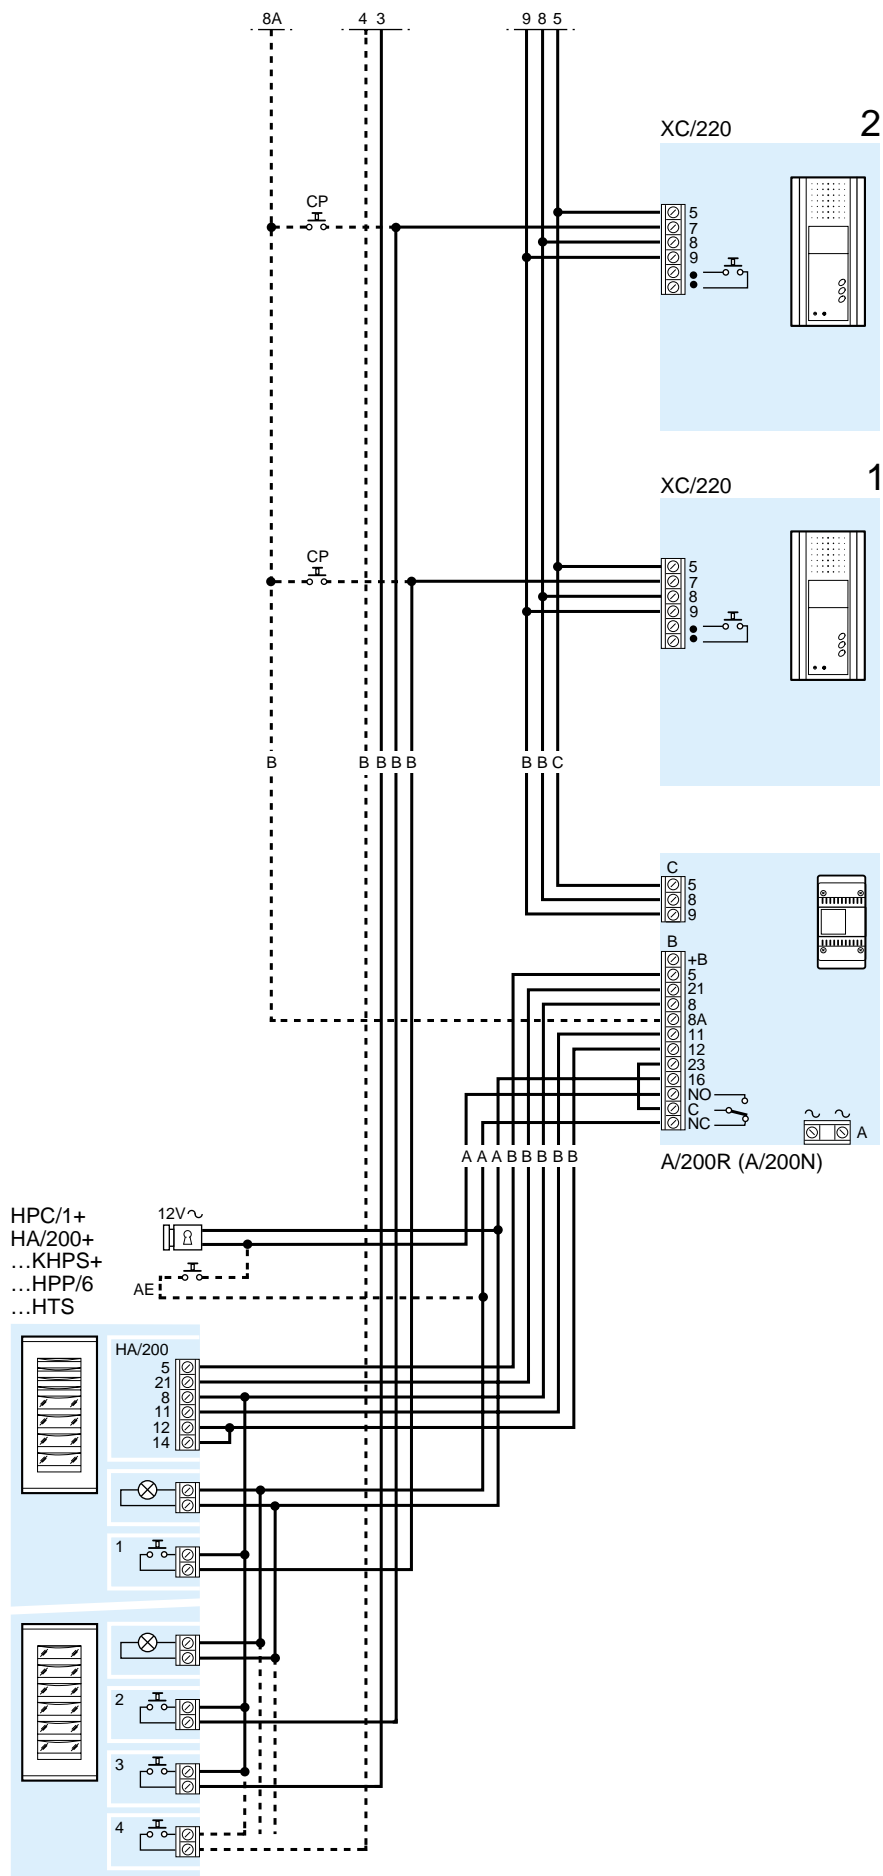 8A 4 3 9 8 5
XC/220 2
CP
5
7
8
9
XC/220 1
CP
5
7
8
9
B B B B B B B C
C
5
8
9
B
+B
5
21
8
8A
11
12
23
16
NO
C
NC
A
A A A B B B B B
A/200R (A/200N)
HPC/1+
HA/200+
...KHPS+
...HPP/6
...HTS
12V~
AE
HA/200
5
21
8
11
12
14
1
2
3
4